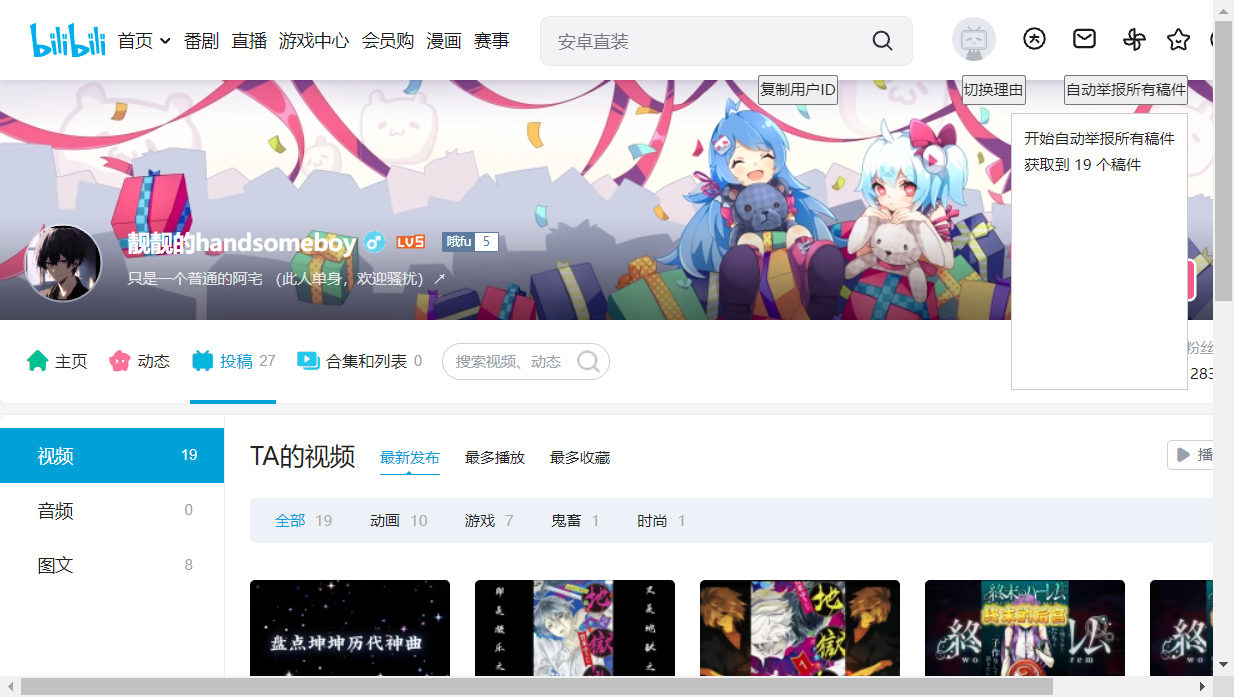 bilibili
首页 番剧 直播 游戏中心 会员购 漫画 赛事
安卓直装
复制用户ID
切换理由
自动举报所有稿件
开始自动举报所有稿件
获取到 19 个稿件
靓靓的handsomeboy
LV5
哦fu 5
只是一个普通的阿宅 （此人单身，欢迎骚扰）
主页
动态
投稿 27
合集和列表 0
搜索视频、动态
粉丝
283
视频 19
音频 0
图文 8
TA的视频
最新发布
最多播放
最多收藏
播
全部 19
动画 10
游戏 7
鬼畜 1
时尚 1
盘点坤坤历代神曲
地獄
地獄
1
終末のハーレム
终末的后宫